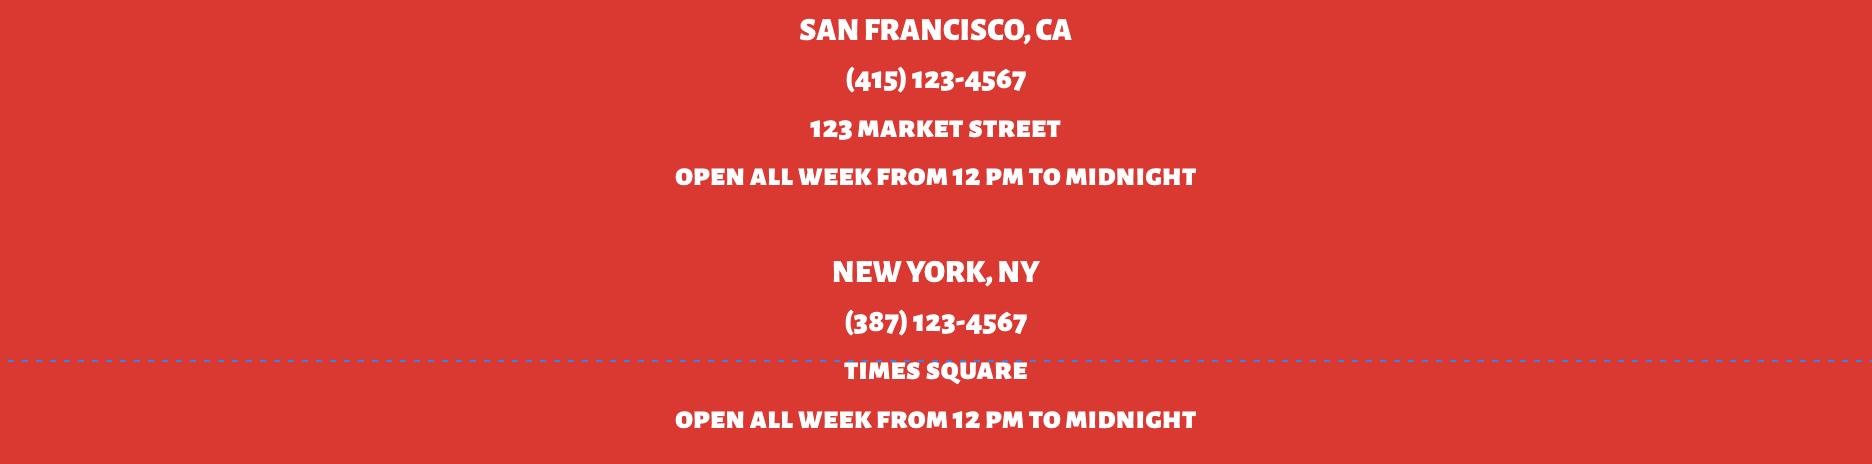 SAN FRANCISCO, CA
(415) 123-4567
123 MARKET STREET
OPEN ALL WEEK FROM 12 PM TO MIDNIGHT
NEW YORK, NY
(387) 123-4567
TIMES SQUARE
OPEN ALL WEEK FROM 12 PM TO MIDNIGHT